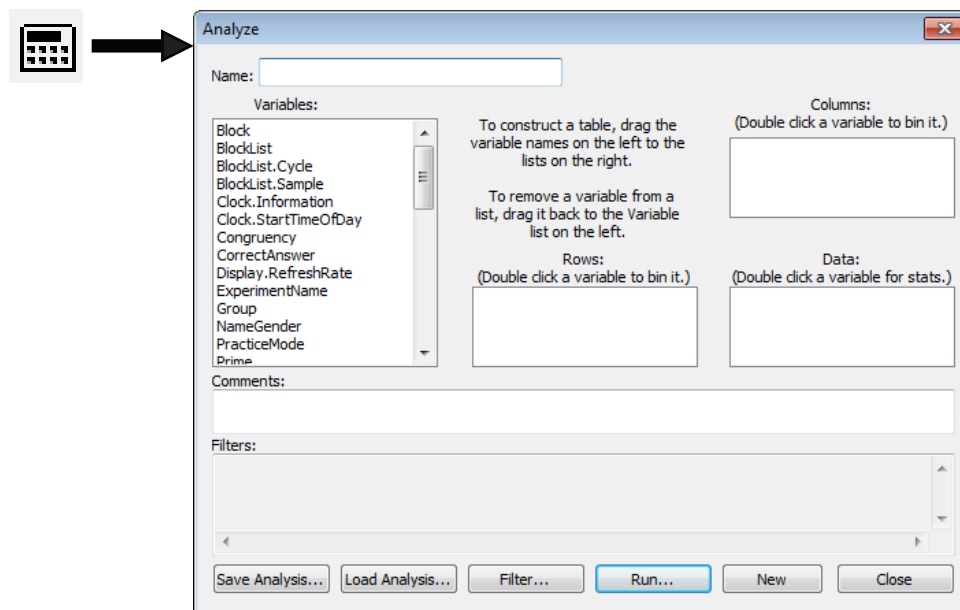 Analyze
Name:
Variables:
Block
BlockList
BlockList.Cycle
BlockList.Sample
Clock.Information
Clock.StartTimeOfDay
Congruency
CorrectAnswer
Display.RefreshRate
ExperimentName
Group
NameGender
PracticeMode
Prime
To construct a table, drag the
variable names on the left to the
lists on the right.
To remove a variable from a
list, drag it back to the Variable
list on the left.
Columns:
(Double click a variable to bin it.)
Rows:
(Double click a variable to bin it.)
Data:
(Double click a variable for stats.)
Comments:
Filters:
Save Analysis...
Load Analysis...
Filter...
Run...
New
Close